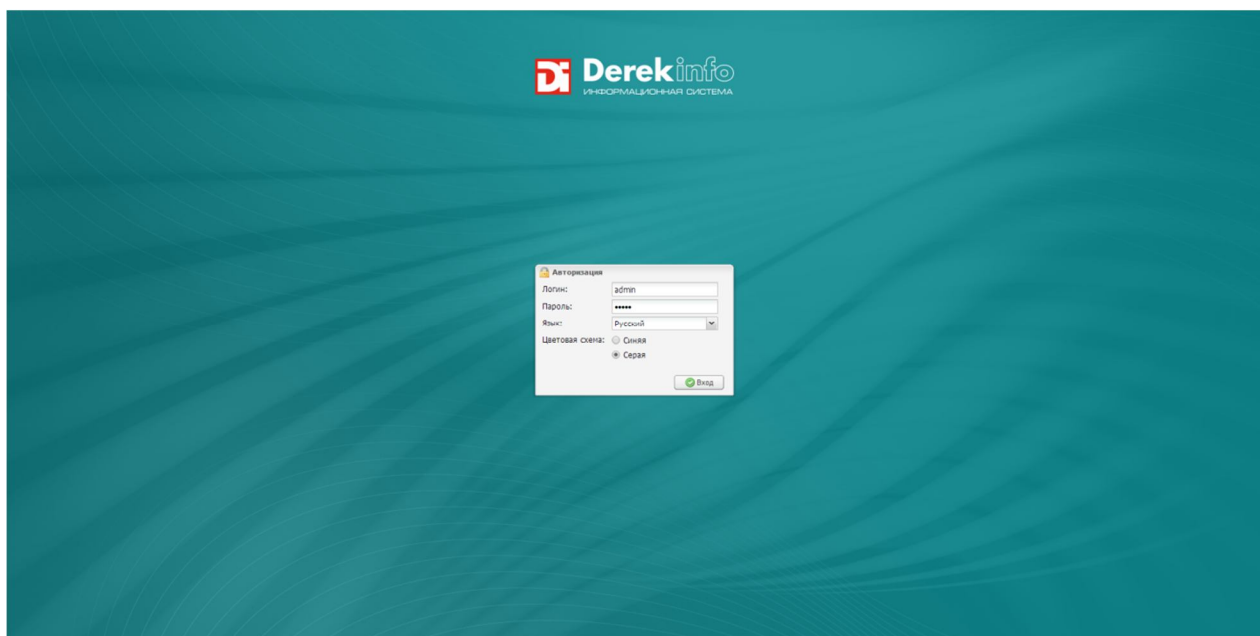 Di Derekinfo
ИНФОРМАЦИОННАЯ СИСТЕМА
Авторизация
Логин: admin
Пароль: •••••
Язык: Русский
Цветовая схема: Синяя
Серая
Вход